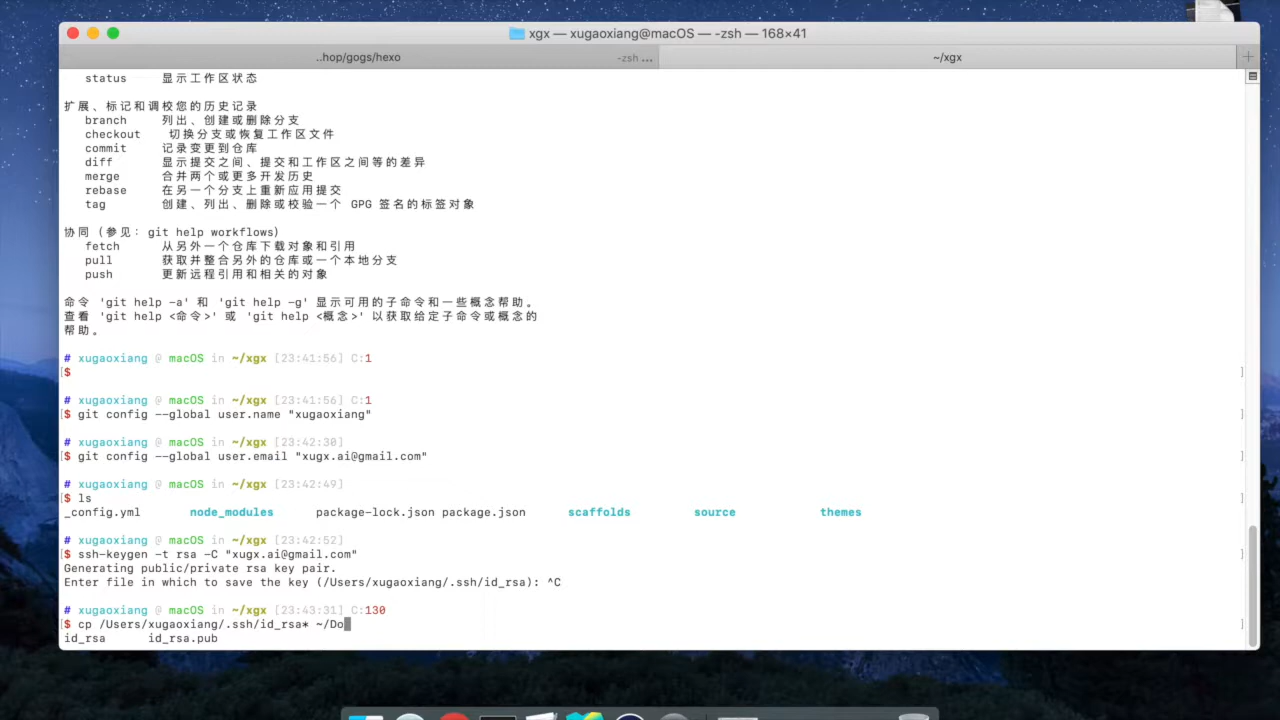 xgx — xugaoxiang@macOS — -zsh — 168×41
..hop/gogs/hexo -zsh ... ~/xgx
status 显示工作区状态
扩展、标记和调校您的历史记录
branch 列出、创建或删除分支
checkout 切换分支或恢复工作区文件
commit 记录变更到仓库
diff 显示提交之间、提交和工作区之间等的差异
merge 合并两个或更多开发历史
rebase 在另一个分支上重新应用提交
tag 创建、列出、删除或校验一个 GPG 签名的标签对象
协同（参见：git help workflows）
fetch 从另外一个仓库下载对象和引用
pull 获取并整合另外的仓库或一个本地分支
push 更新远程引用和相关的对象
命令 'git help -a' 和 'git help -g' 显示可用的子命令和一些概念帮助。
查看 'git help <命令>' 或 'git help <概念>' 以获取给定子命令或概念的
帮助。
# xugaoxiang @ macOS in ~/xgx [23:41:56] C:1
[$ ]
# xugaoxiang @ macOS in ~/xgx [23:41:56] C:1
[$ git config --global user.name "xugaoxiang" ]
# xugaoxiang @ macOS in ~/xgx [23:42:30]
[$ git config --global user.email "xugx.ai@gmail.com" ]
# xugaoxiang @ macOS in ~/xgx [23:42:49]
[$ ls ]
_config.yml node_modules package-lock.json package.json scaffolds source themes
# xugaoxiang @ macOS in ~/xgx [23:42:52]
[$ ssh-keygen -t rsa -C "xugx.ai@gmail.com" ]
Generating public/private rsa key pair.
Enter file in which to save the key (/Users/xugaoxiang/.ssh/id_rsa): ^C
# xugaoxiang @ macOS in ~/xgx [23:43:31] C:130
[$ cp /Users/xugaoxiang/.ssh/id_rsa* ~/Do ]
id_rsa id_rsa.pub